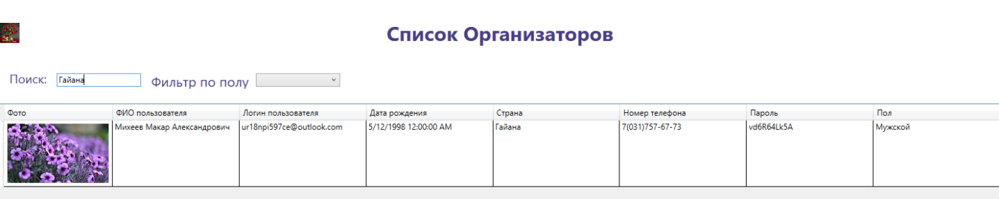 Список Организаторов
Поиск: Гайана Фильтр по полу
Фото ФИО пользователя Логин пользователя Дата рождения Страна Номер телефона Пароль Пол
Михеев Макар Александрович ur18npi597ce@outlook.com 5/12/1998 12:00:00 AM Гайана 7(031)757-67-73 vd6R64Lk5A Мужской